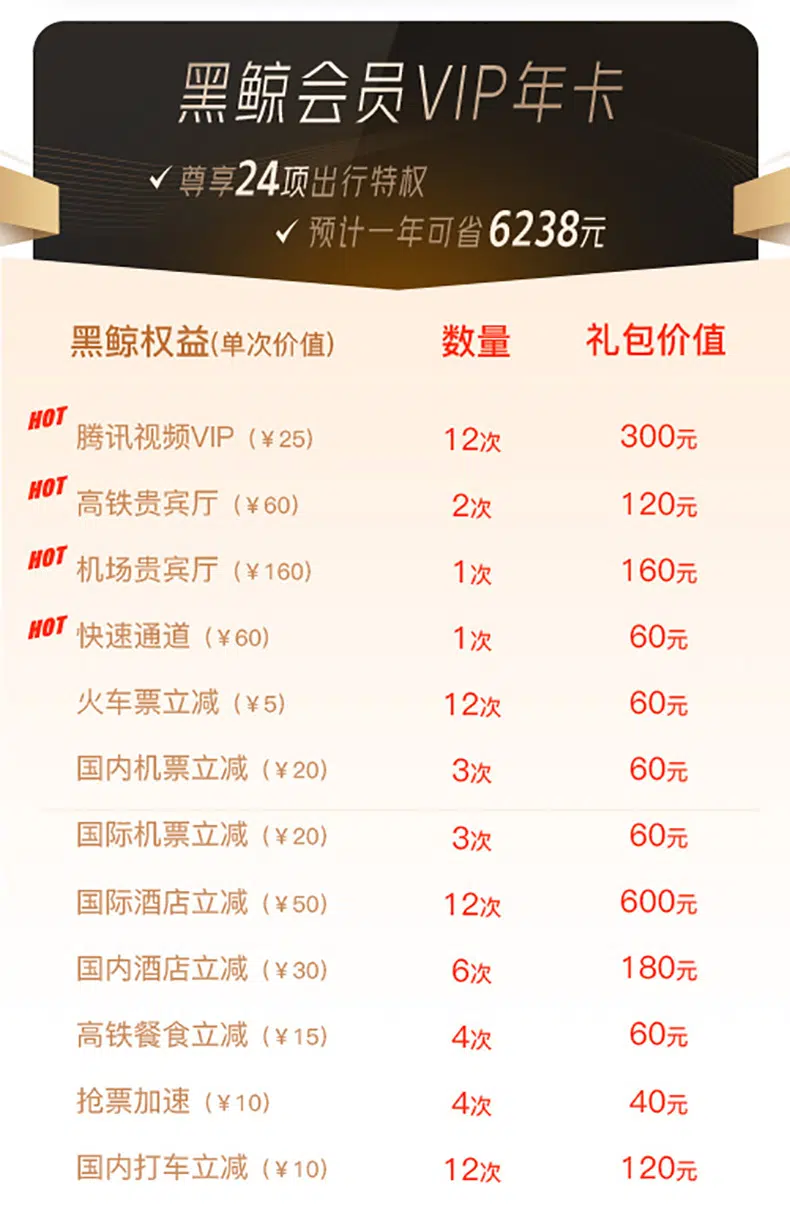 黑鲸会员VIP年卡
尊享24项出行特权
预计一年可省6238元
黑鲸权益(单次价值) 数量 礼包价值
HOT 腾讯视频VIP（￥25） 12次 300元
HOT 高铁贵宾厅（￥60） 2次 120元
HOT 机场贵宾厅（￥160） 1次 160元
HOT 快速通道（￥60） 1次 60元
火车票立减（￥5） 12次 60元
国内机票立减（￥20） 3次 60元
国际机票立减（￥20） 3次 60元
国际酒店立减（￥50） 12次 600元
国内酒店立减（￥30） 6次 180元
高铁餐食立减（￥15） 4次 60元
抢票加速（￥10） 4次 40元
国内打车立减（￥10） 12次 120元